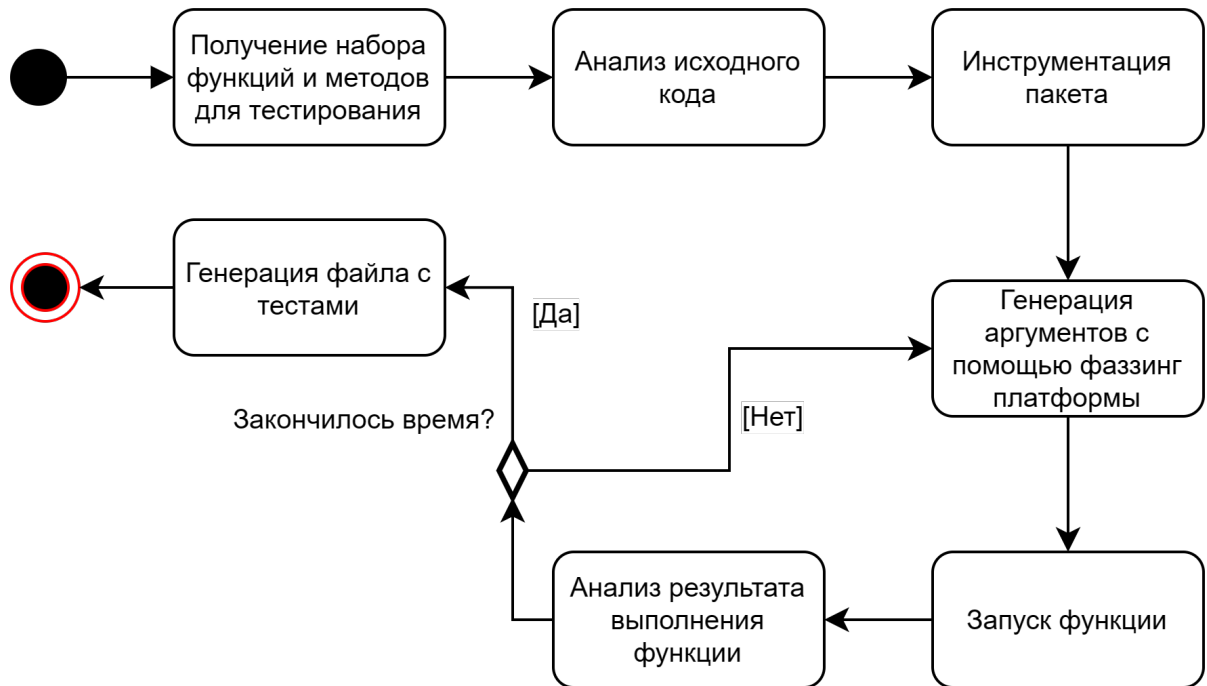 Получение набора
функций и методов
для тестирования
Анализ исходного
кода
Инструментация
пакета
Генерация файла с
тестами
[Да]
Генерация
аргументов с
помощью фаззинг
платформы
Закончилось время?
[Нет]
Анализ результата
выполнения
функции
Запуск функции